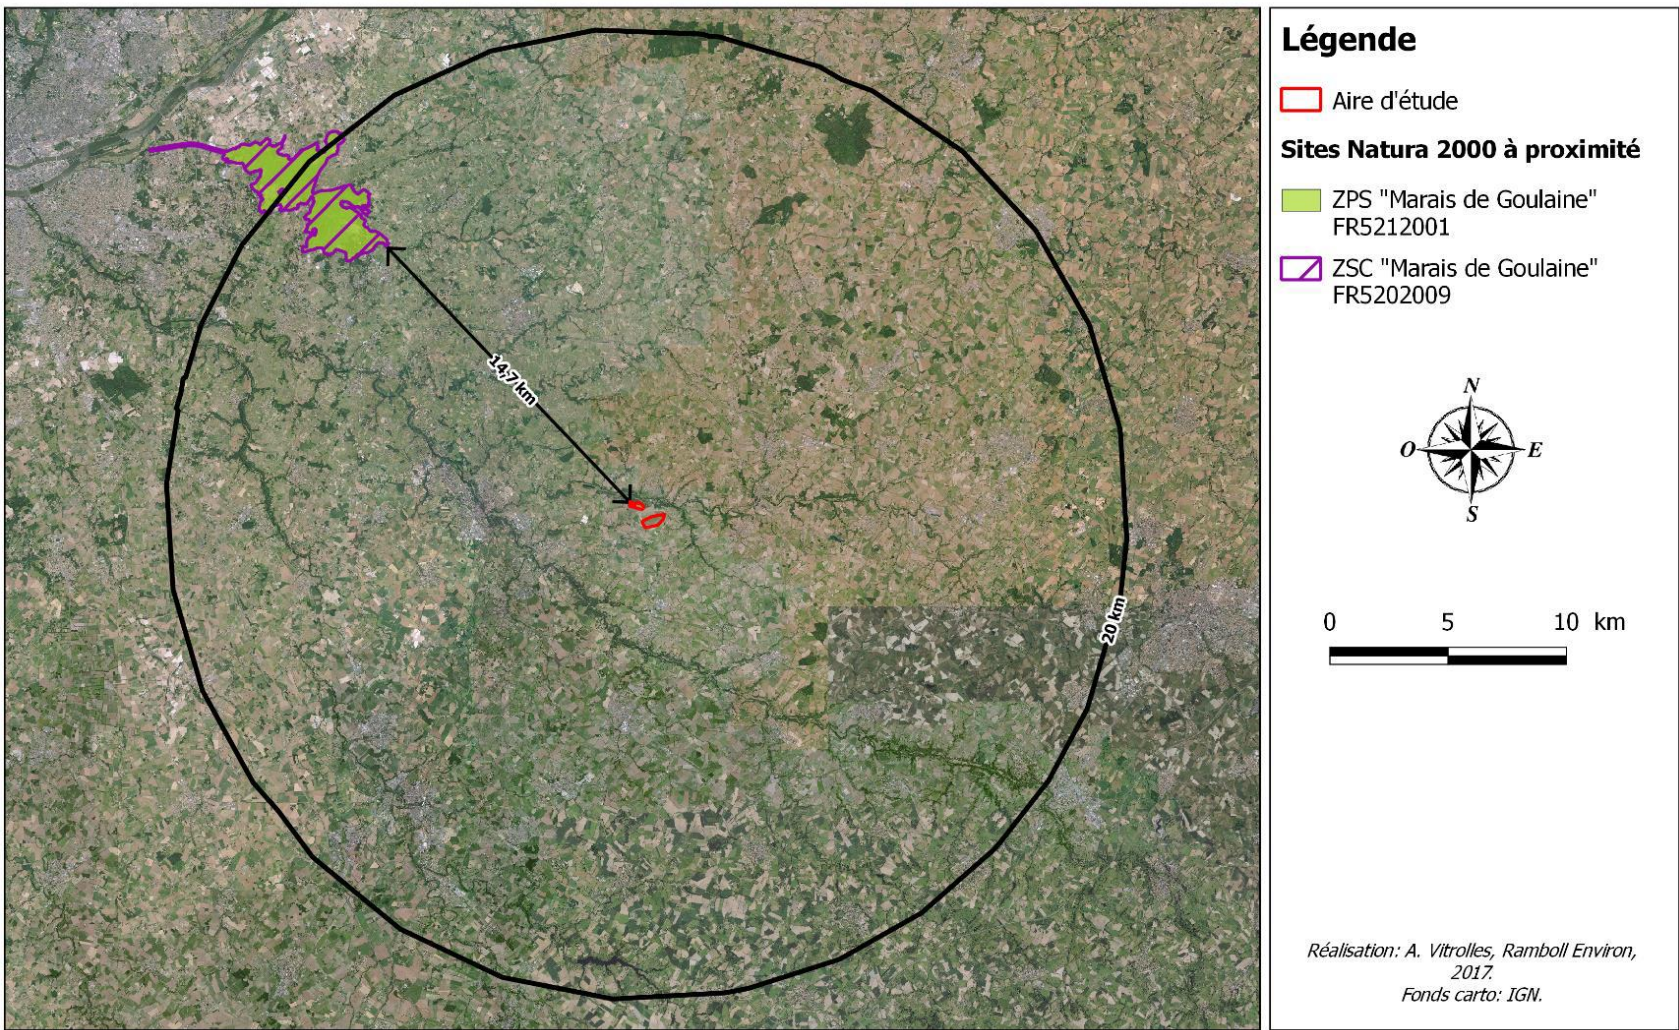 14,7 km
20 km
Légende
Aire d'étude
Sites Natura 2000 à proximité
ZPS "Marais de Goulaine"
FR5212001
ZSC "Marais de Goulaine"
FR5202009
N
O
E
S
0 5 10 km
Réalisation: A. Vitrolles, Ramboll Environ,
2017.
Fonds carto: IGN.